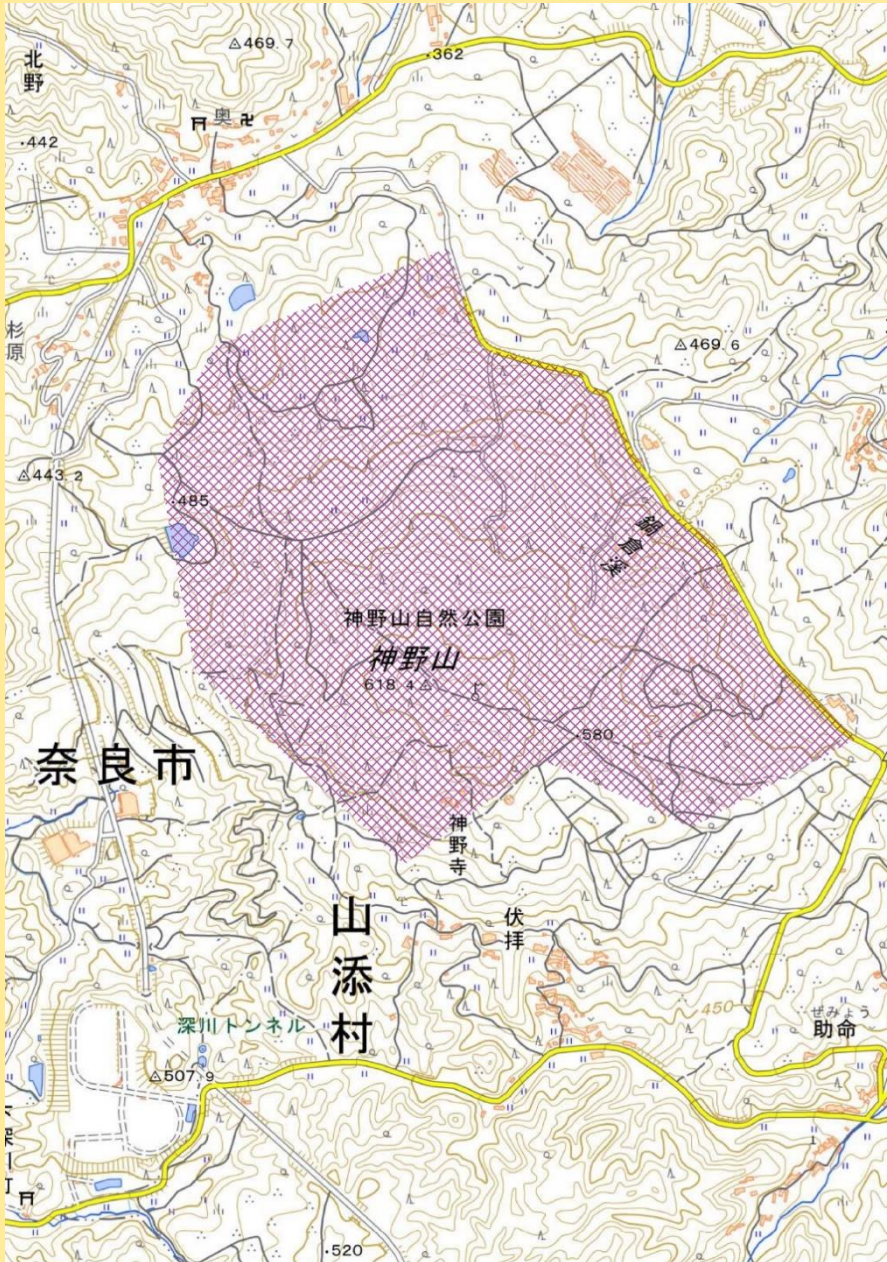 北野
△469.7
・362
奥
・442
杉原
△469.6
△443.2
・485
鍋倉渓
神野山自然公園
神野山
618.4△
・580
奈良市
神野寺
山添村
伏拝
450
ぜみょう
助命
深川トンネル
△507.9
深川町
・520